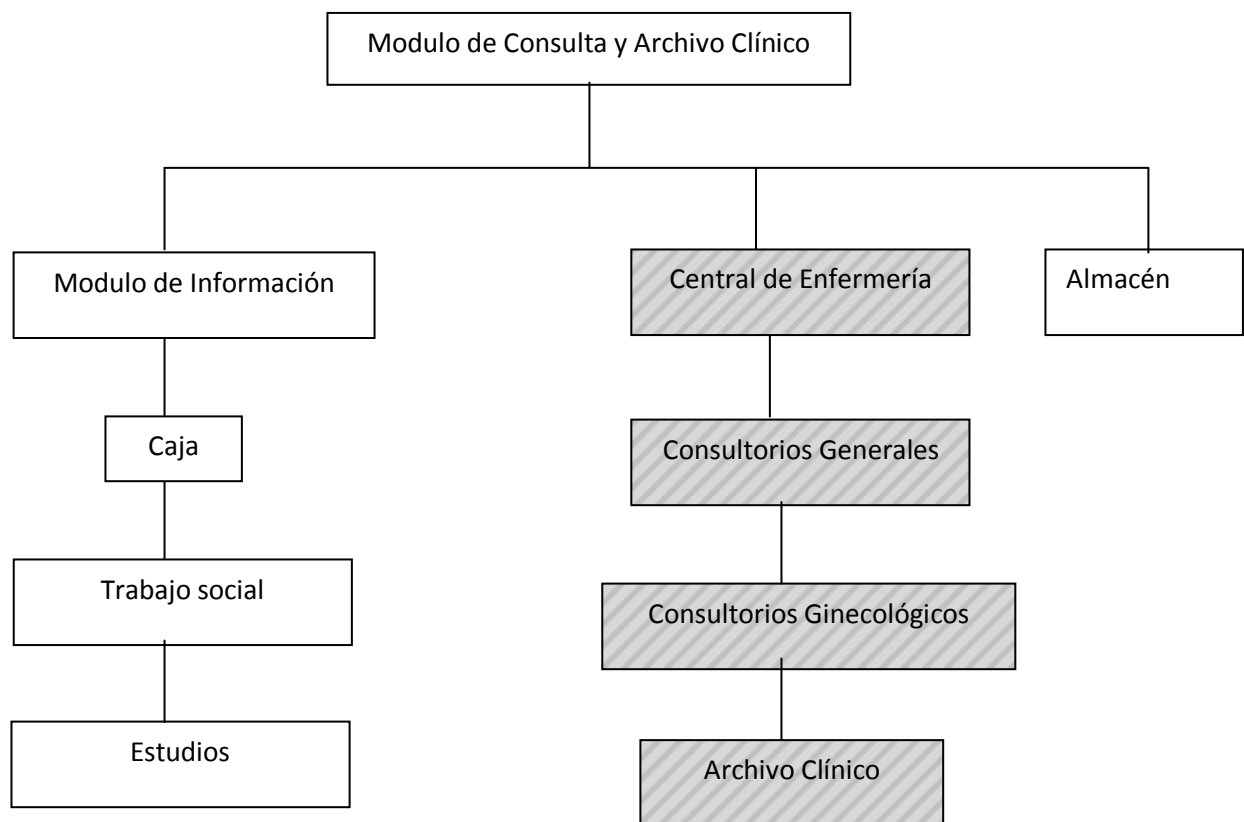 Modulo de Consulta y Archivo Clínico
Modulo de Información
Central de Enfermería
Almacén
Caja
Consultorios Generales
Trabajo social
Consultorios Ginecológicos
Estudios
Archivo Clínico